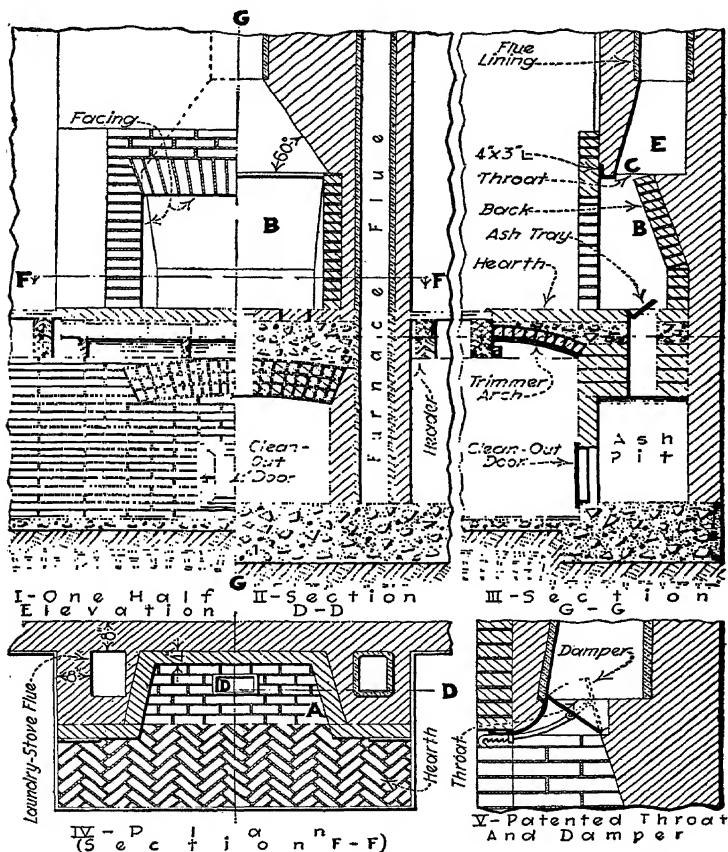 G
Facing
60°
B
F
F
Furnace Flue
Header
Clean-
Out
Door
G
I-One Half
Elevation
II-Section
D-D
Flue
Lining
E
4"x3"L
C
Throat
Back
B
Ash Tray
Hearth
Trimmer
Arch
Clean-Out
Door
Ash
Pit
III-Section
G-G
Laundry-Stove Flue
8"
8"
4"
D
D
A
Hearth
IV-Plan
(Section F-F)
Damper
Throat
V-Patented Throat
And Damper